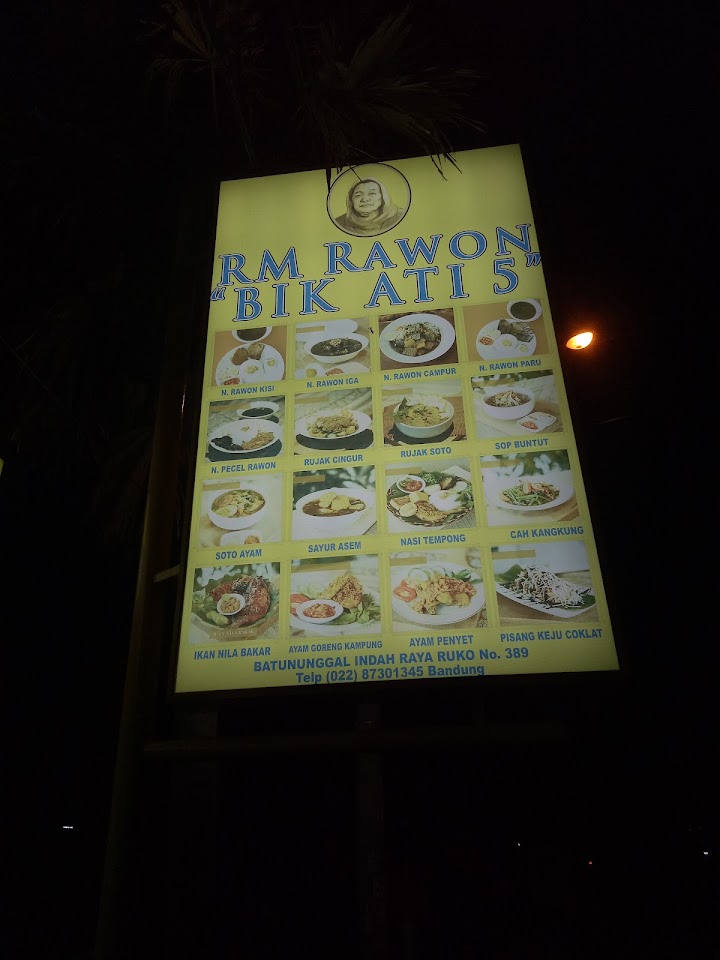 RM RAWON
"BIK ATI 5"
N. RAWON KISI
N. RAWON IGA
N. RAWON CAMPUR
N. RAWON PARU
N. PECEL RAWON
RUJAK CINGUR
RUJAK SOTO
SOP BUNTUT
SOTO AYAM
SAYUR ASEM
NASI TEMPONG
CAH KANGKUNG
IKAN NILA BAKAR
AYAM GORENG KAMPUNG
AYAM PENYET
PISANG KEJU COKLAT
BATUNUNGGAL INDAH RAYA RUKO No. 389
Telp (022) 87301345 Bandung